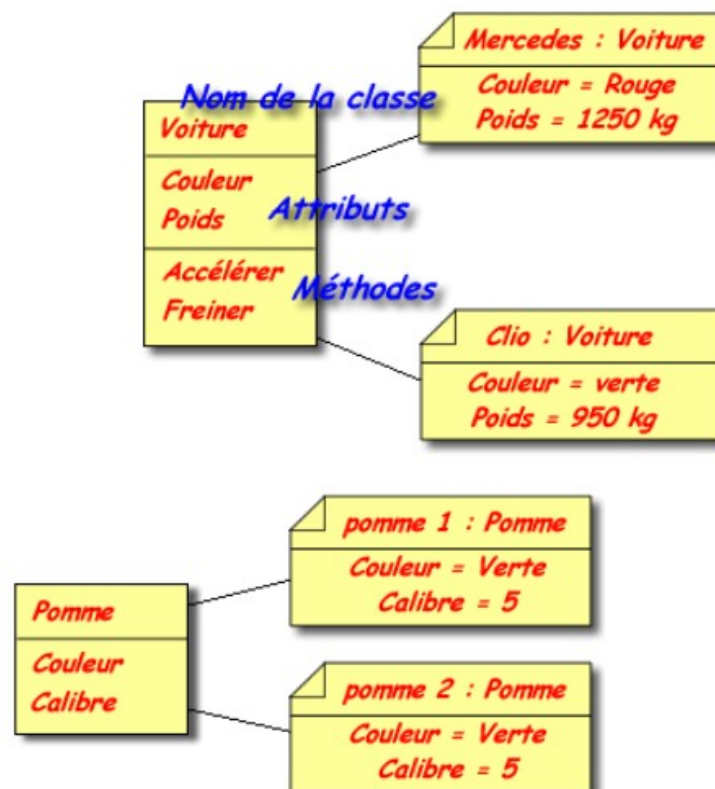 Mercedes : Voiture
Couleur = Rouge
Poids = 1250 kg
Nom de la classe
Voiture
Couleur
Poids
Attributs
Accélérer
Freiner
Méthodes
Clio : Voiture
Couleur = verte
Poids = 950 kg
pomme 1 : Pomme
Couleur = Verte
Calibre = 5
Pomme
Couleur
Calibre
pomme 2 : Pomme
Couleur = Verte
Calibre = 5